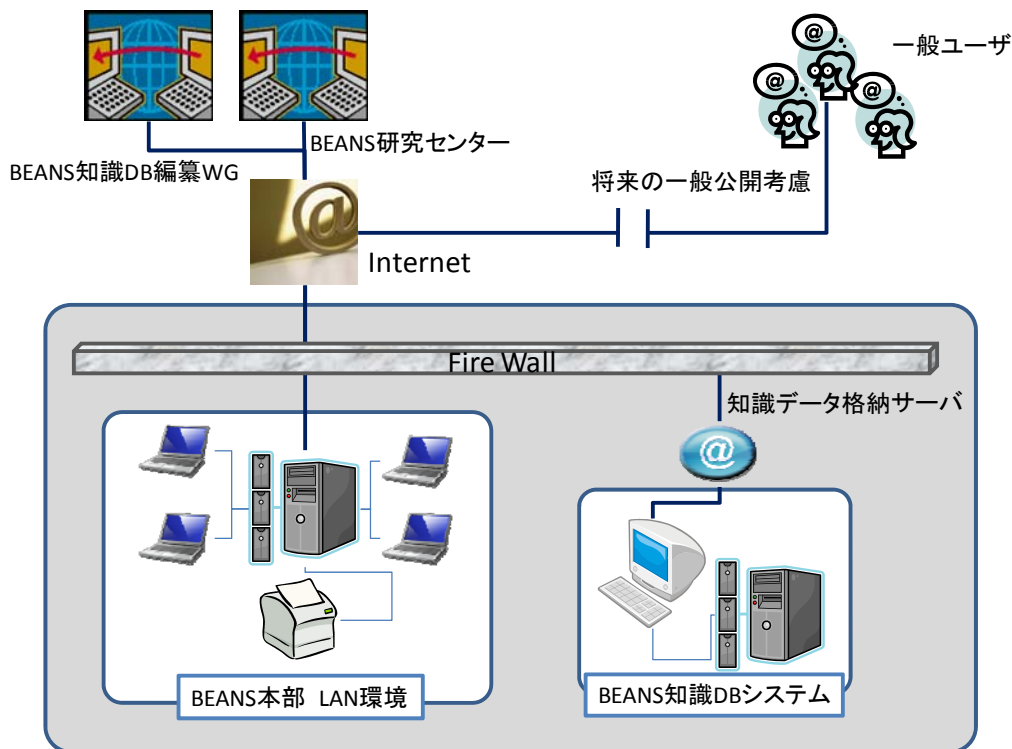 一般ユーザ
BEANS研究センター
BEANS知識DB編纂WG
将来の一般公開考慮
@
@
@
@
Internet
Fire Wall
知識データ格納サーバ
@
BEANS本部 LAN環境
BEANS知識DBシステム